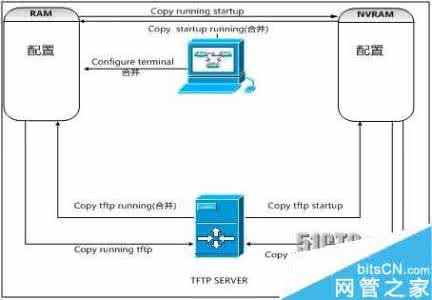 Copy running startup
RAM
NVRAM
Copy startup running(合并)
配置
配置
Configure terminal
合并
Copy tftp running(合并)
Copy tftp startup
Copy running tftp
Copy
TFTP SERVER
bitsCN.com
网管之家